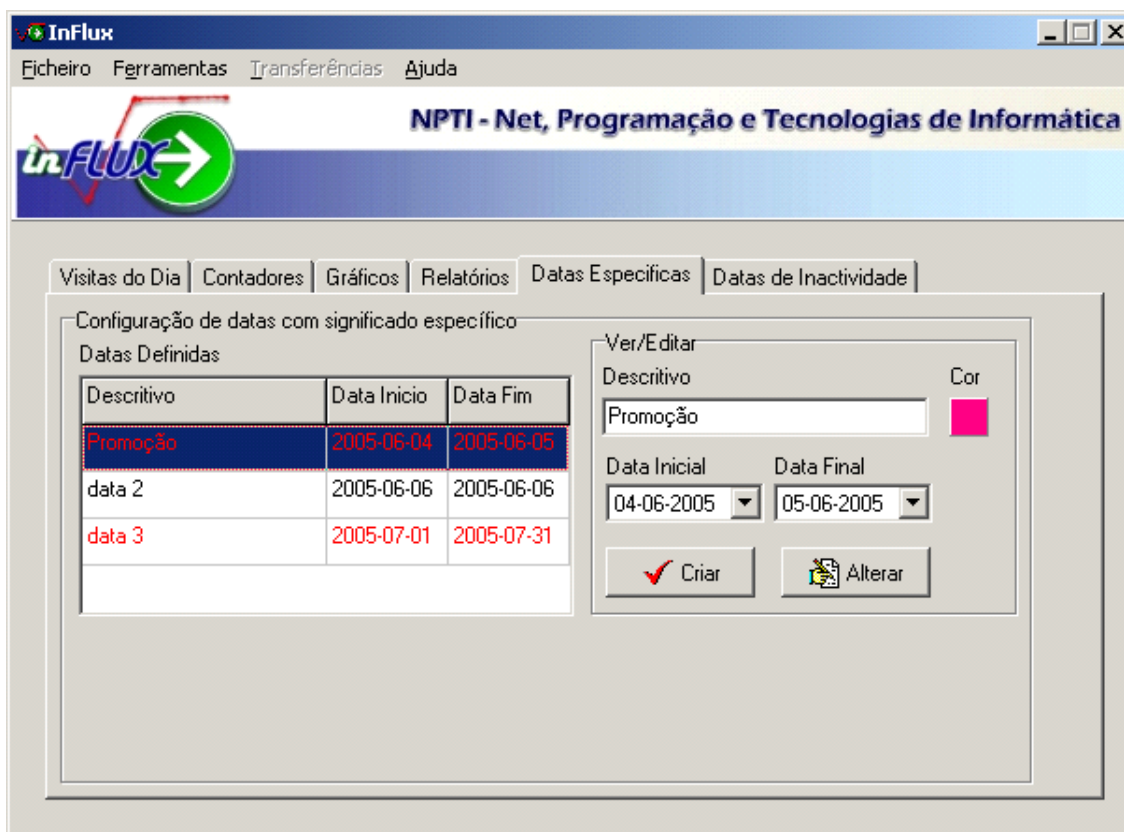 InFlux
Ficheiro Ferramentas Transferências Ajuda
NPTI - Net, Programação e Tecnologias de Informática
inFLUX
Visitas do Dia Contadores Gráficos Relatórios Datas Especificas Datas de Inactividade
Configuração de datas com significado específico
Datas Definidas
Descritivo Data Inicio Data Fim
Promoção 2005-06-04 2005-06-05
data 2 2005-06-06 2005-06-06
data 3 2005-07-01 2005-07-31
Ver/Editar
Descritivo Cor
Promoção
Data Inicial Data Final
04-06-2005 05-06-2005
Criar Alterar